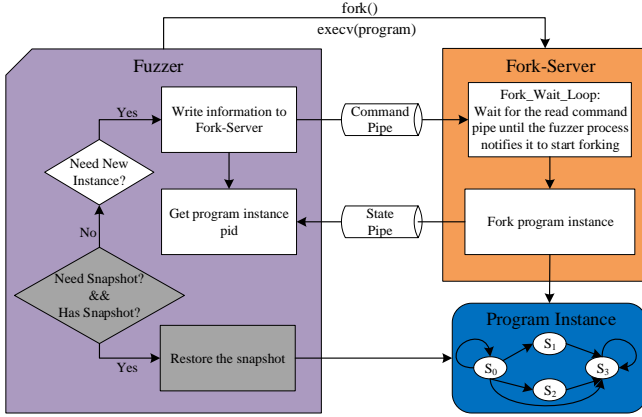 fork()
execv(program)
Fuzzer
Fork-Server
Yes
Write information to
Fork-Server
Command
Pipe
Fork_Wait_Loop:
Wait for the read command
pipe until the fuzzer process
notifies it to start forking
Need New
Instance?
Get program instance
pid
State
Pipe
Fork program instance
No
Need Snapshot?
&&
Has Snapshot?
Yes
Restore the snapshot
Program Instance
S0
S1
S2
S3